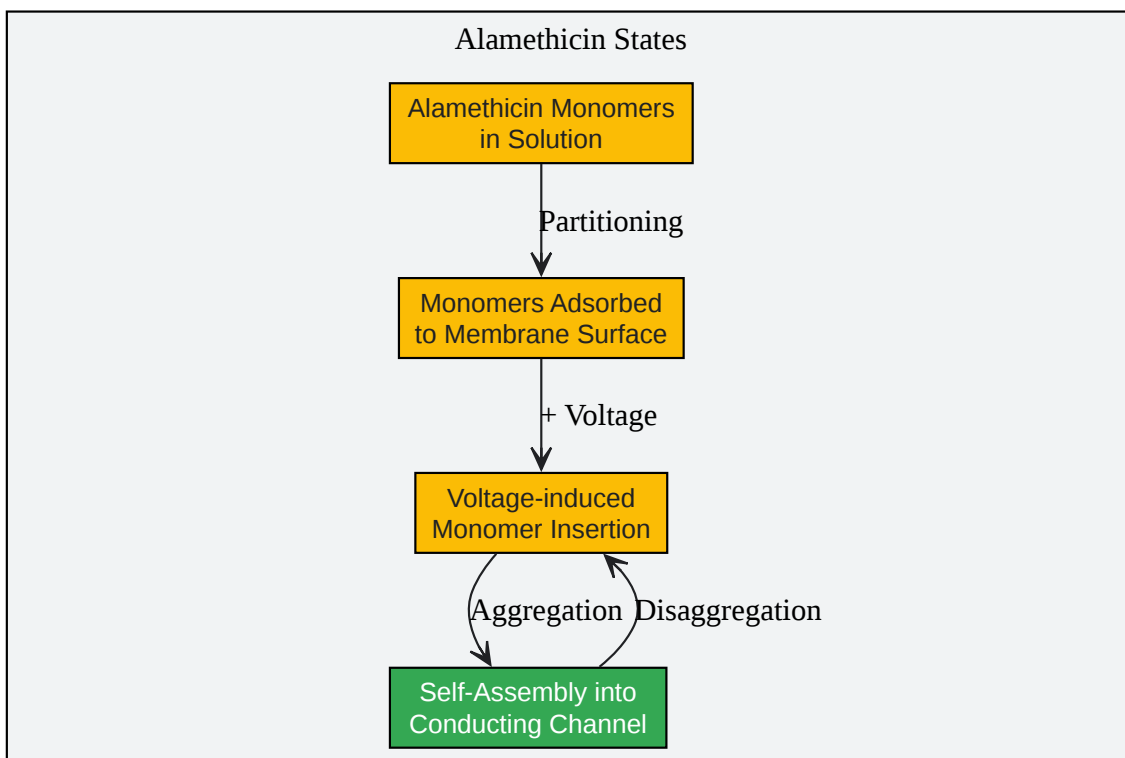 Alamethicin States
Alamethicin Monomers
in Solution
Partitioning
Monomers Adsorbed
to Membrane Surface
+ Voltage
Voltage-induced
Monomer Insertion
Aggregation
Disaggregation
Self-Assembly into
Conducting Channel